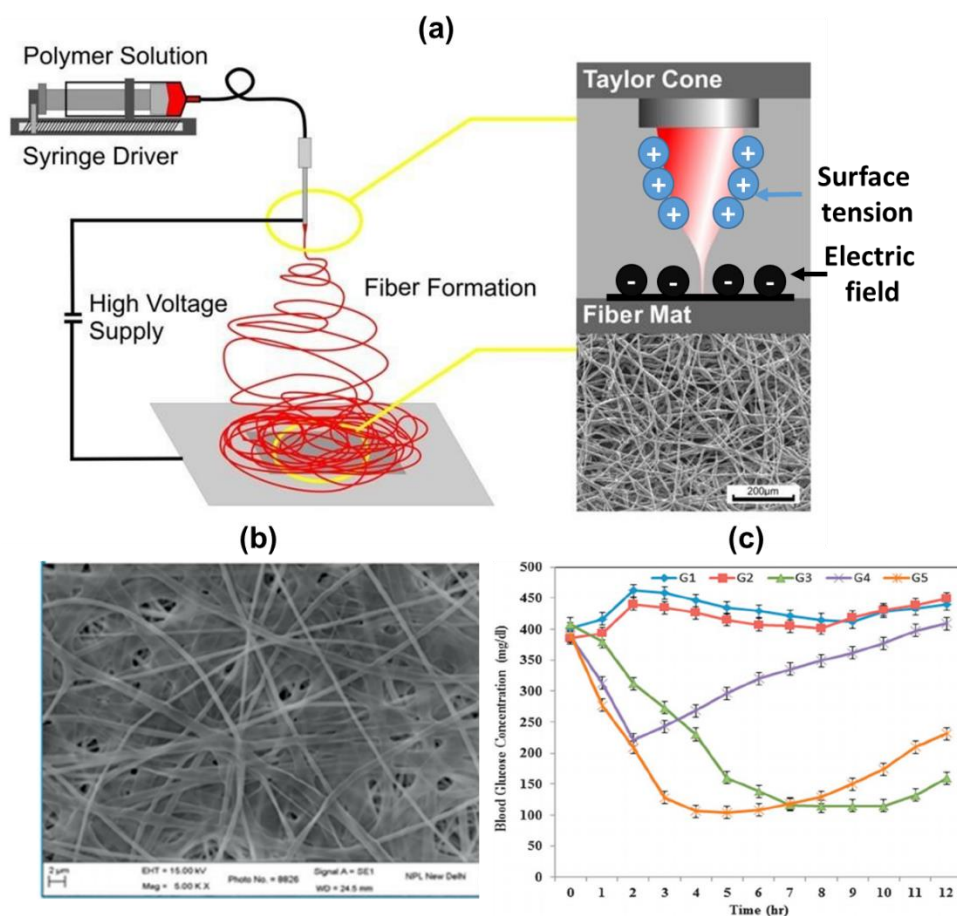 (a)
Polymer Solution
Syringe Driver
High Voltage
Supply
Fiber Formation
Taylor Cone
+ +
+ +
+ +
Surface
tension
Electric
field
- - - -
Fiber Mat
200µm
(b)
2 µm
EHT = 15.00 kV
Signal A = SE1
Mag = 5.00 K X
Photo No. = 8826
WD = 24.5 mm
NPL New Delhi
(c)
G1 G2 G3 G4 G5
Blood Glucose Concentration (mg/dl)
500
450
400
350
300
250
200
150
100
50
0
0 1 2 3 4 5 6 7 8 9 10 11 12
Time (hr)